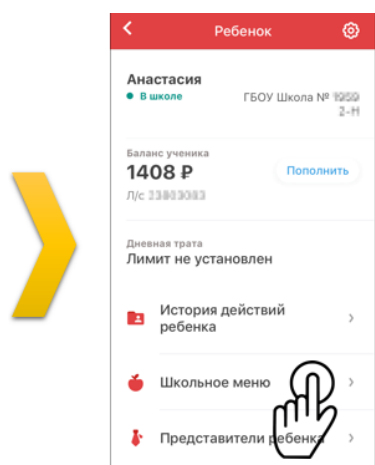 Ребенок
Анастасия
В школе
ГБОУ Школа №
2-Н
Баланс ученика
1408 ₽
Пополнить
Л/с
Дневная трата
Лимит не установлен
История действий
ребенка
Школьное меню
Представители ребенка